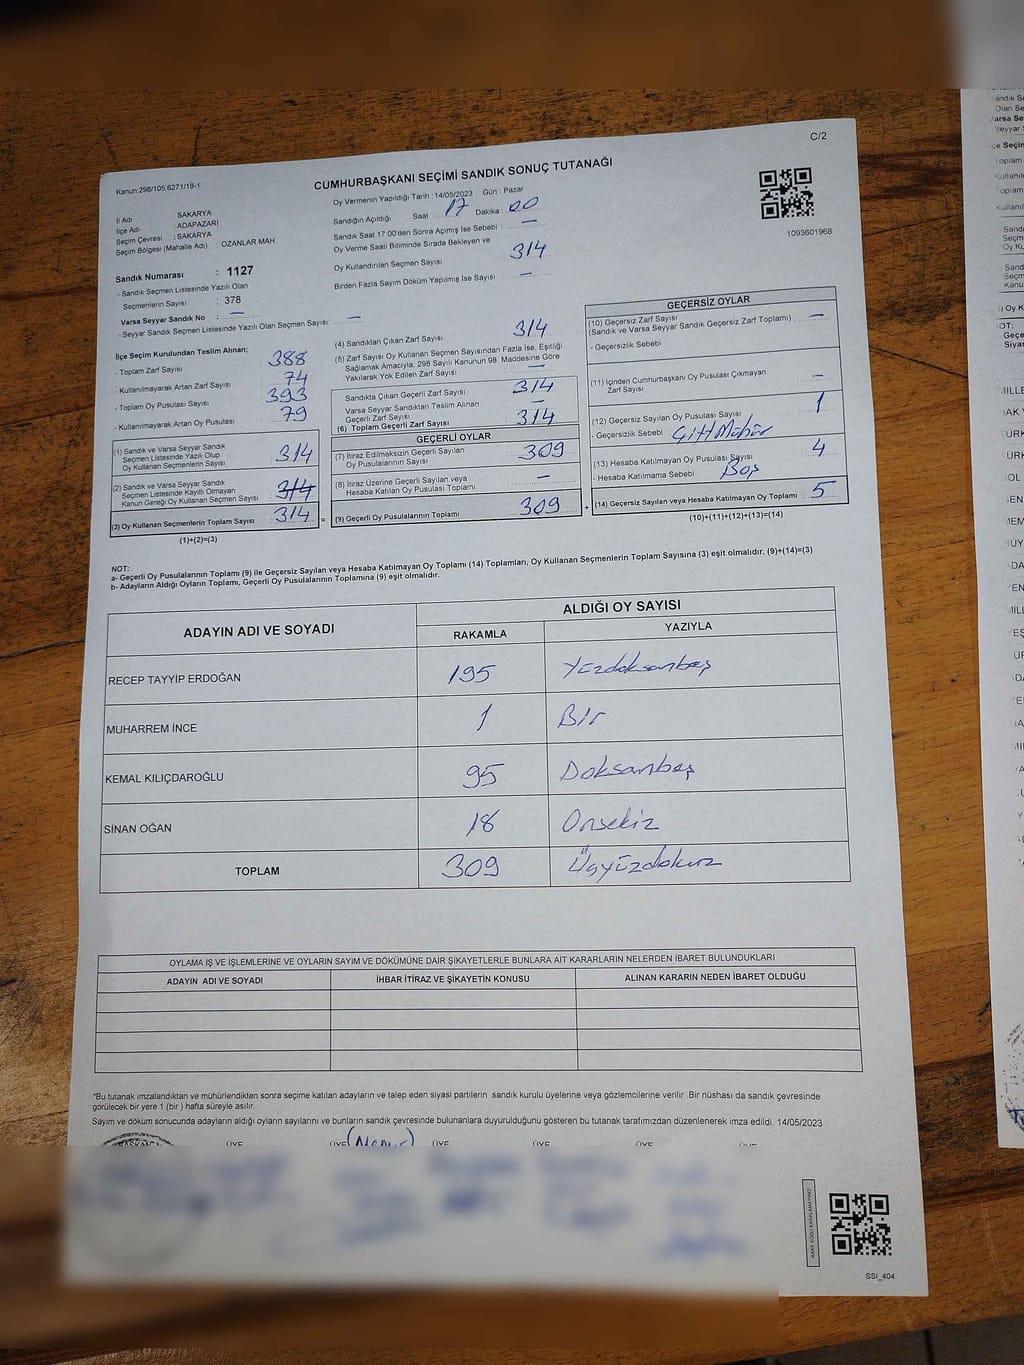 C/2
Kanun:298/105,6271/18-1
CUMHURBAŞKANI SEÇİMİ SANDIK SONUÇ TUTANAĞI
İl Adı SAKARYA
İlçe Adı ADAPAZARI
Seçim Çevresi : SAKARYA
Seçim Bölgesi (Mahalle Adı) : OZANLAR MAH.
Sandık Numarası : 1127
- Sandık Seçmen Listesinde Yazılı Olan
Seçmenlerin Sayısı : 378
Varsa Seyyar Sandık No : —
- Seyyar Sandık Seçmen Listesinde Yazılı Olan Seçmen Sayısı: —
İlçe Seçim Kurulundan Teslim Alınan;
- Toplam Zarf Sayısı : 388
- Kullanılmayarak Artan Zarf Sayısı : 74
- Toplam Oy Pusulası Sayısı : 393
- Kullanılmayarak Artan Oy Pusulası : 79
(1) Sandık ve Varsa Seyyar Sandık
Seçmen Listesinde Yazılı Olup
Oy Kullanan Seçmenlerin Sayısı : 314
(2) Sandık ve Varsa Seyyar Sandık
Seçmen Listesinde Kayıtlı Olmayan
Kanun Gereği Oy Kullanan Seçmen Sayısı : 314
(3) Oy Kullanan Seçmenlerin Toplam Sayısı : 314
(1)+(2)=(3)
Oy Vermenin Yapıldığı Tarih : 14/05/2023 Gün : Pazar
Sandığın Açıldığı Saat : 17 Dakika : 00
Sandık Saat 17:00'den Sonra Açımış İse Sebebi : —
Oy Verme Saati Bitiminde Sırada Bekleyen ve
Oy Kullandırılan Seçmen Sayısı : 314
Birden Fazla Sayım Döküm Yapılmış İse Sayısı : —
(4) Sandıktan Çıkan Zarf Sayısı : 314
(5) Zarf Sayısı Oy Kullanan Seçmen Sayısından Fazla İse, Eşitliği
Sağlamak Amacıyla; 298 Sayılı Kanunun 98. Maddesine Göre
Yakılarak Yok Edilen Zarf Sayısı : —
Sandıkta Çıkan Geçerli Zarf Sayısı : 314
Varsa Seyyar Sandıktan Teslim Alınan
Geçerli Zarf Sayısı : —
(6) Toplam Geçerli Zarf Sayısı : 314
GEÇERLİ OYLAR
(7) İtiraz Edilmeksizin Geçerli Sayılan
Oy Pusulalarının Sayısı : 309
(8) İtiraz Üzerine Geçerli Sayılan veya
Hesaba Katılan Oy Pusulası Toplamı : —
(9) Geçerli Oy Pusulalarının Toplamı : 309
1093601968
GEÇERSİZ OYLAR
(10) Geçersiz Zarf Sayısı
(Sandık ve Varsa Seyyar Sandık Geçersiz Zarf Toplamı) : —
- Geçersizlik Sebebi
(11) İçinden Cumhurbaşkanı Oy Pusulası Çıkmayan
Zarf Sayısı : —
(12) Geçersiz Sayılan Oy Pusulası Sayısı : 1
- Geçersizlik Sebebi Çift Mühür
(13) Hesaba Katılmayan Oy Pusulası Sayısı : 4
- Hesaba Katılmama Sebebi : Boş
(14) Geçersiz Sayılan veya Hesaba Katılmayan Oy Toplamı : 5
(10)+(11)+(12)+(13)=(14)
NOT:
a- Geçerli Oy Pusulalarının Toplamı (9) ile Geçersiz Sayılan veya Hesaba Katılmayan Oy Toplamı (14) Toplamları, Oy Kullanan Seçmenlerin Toplam Sayısına (3) eşit olmalıdır. (9)+(14)=(3)
b- Adayların Aldığı Oyların Toplamı, Geçerli Oy Pusulalarının Toplamına (9) eşit olmalıdır.
ADAYIN ADI VE SOYADI ALDIĞI OY SAYISI
RAKAMLA YAZIYLA
RECEP TAYYİP ERDOĞAN 195 Yüzdoksanbeş
MUHARREM İNCE 1 Bir
KEMAL KILIÇDAROĞLU 95 Doksanbeş
SİNAN OĞAN 18 Onsekiz
TOPLAM 309 Üçyüzdokuz
OYLAMA İŞ VE İŞLEMLERİNE VE OYLARIN SAYIM VE DÖKÜMÜNE DAİR ŞİKAYETLERLE BUNLARA AİT KARARLARIN NELERDEN İBARET BULUNDUKLARI
ADAYIN ADI VE SOYADI İHBAR İTİRAZ VE ŞİKAYETİN KONUSU ALINAN KARARIN NEDEN İBARET OLDUĞU
*Bu tutanak imzalandıktan ve mühürlendikten sonra seçime katılan adayların ve talep eden siyasi partilerin sandık kurulu üyelerine veya gözlemcilerine verilir. Bir nüshası da sandık çevresinde
görülecek bir yere 1 (bir ) hafta süreyle asılır.
Sayım ve döküm sonucunda adayların aldığı oyların sayılarını ve bunların sandık çevresinde bulunanlara duyurulduğunu gösteren bu tutanak tarafımızdan düzenlenerek imza edildi. 14/05/2023
BAŞKAN ÜYE ÜYE (Memur) ÜYE ÜYE ÜYE ÜYE
SSI_404